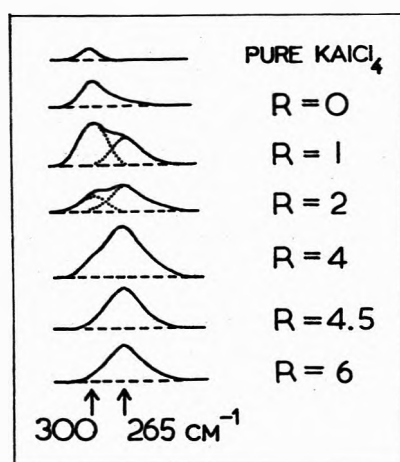 PURE KAlCl4
R = 0
R = 1
R = 2
R = 4
R = 4.5
R = 6
300 265 CM-1